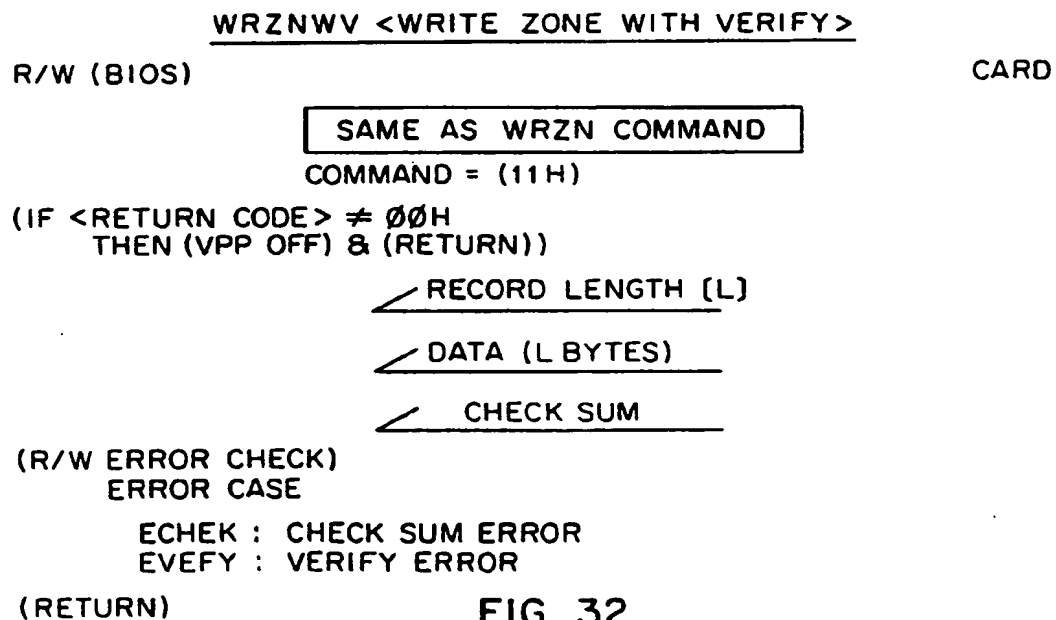 WRZNWV <WRITE ZONE WITH VERIFY>
R/W (BIOS) CARD
SAME AS WRZN COMMAND
COMMAND = (11H)
(IF <RETURN CODE> ≠ ØØH
THEN (VPP OFF) & (RETURN))
RECORD LENGTH [L]
DATA (L BYTES)
CHECK SUM
(R/W ERROR CHECK)
ERROR CASE
ECHEK : CHECK SUM ERROR
EVEFY : VERIFY ERROR
(RETURN) FIG. 32